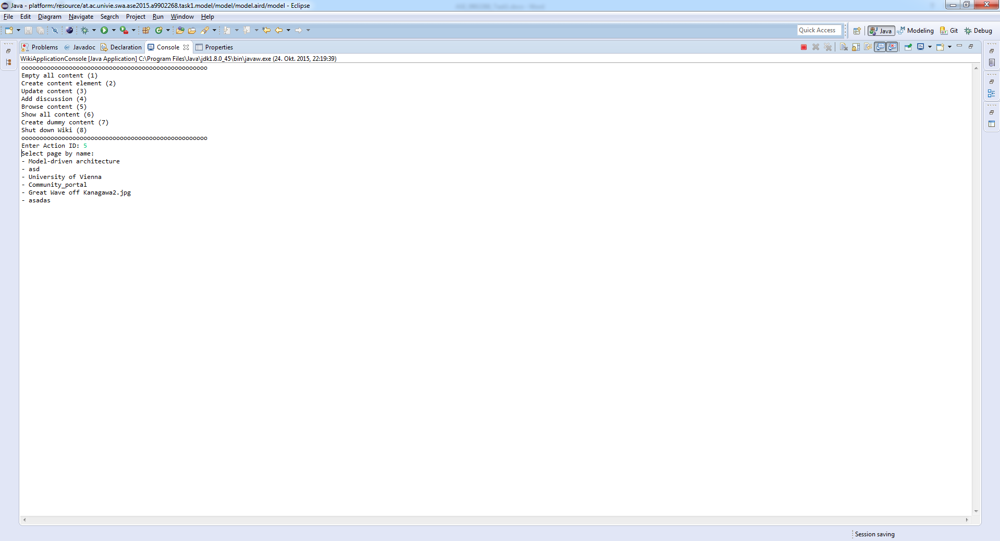 Java - platform:/resource/at.ac.univie.swa.ase2015.a9902268.task1.model/model/model.aird/model - Eclipse
File Edit Diagram Navigate Search Project Run Window Help
Quick Access Java Modeling Git Debug
Problems @ Javadoc Declaration Console Properties
WikiApplicationConsole [Java Application] C:\Program Files\Java\jdk1.8.0_45\bin\javaw.exe (24. Okt. 2015, 22:19:39)
ooooooooooooooooooooooooooooooooooooooooooooooooooo
Empty all content (1)
Create content element (2)
Update content (3)
Add discussion (4)
Browse content (5)
Show all content (6)
Create dummy content (7)
Shut down Wiki (8)
ooooooooooooooooooooooooooooooooooooooooooooooooooo
Enter Action ID: 5
Select page by name:
- Model-driven architecture
- asd
- University of Vienna
- Community_portal
- Great Wave off Kanagawa2.jpg
- asadas
Session saving